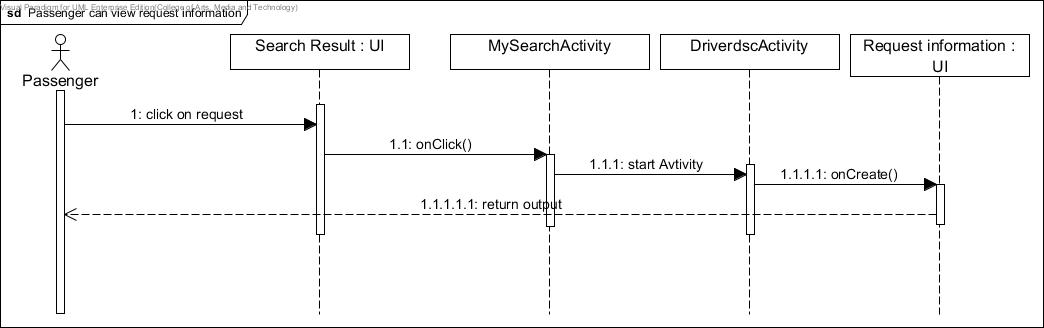 Visual Paradigm for UML Enterprise Edition(College of Arts, Media and Technology)
sd Passenger can view request information
Search Result : UI
MySearchActivity
DriverdscActivity
Request information :
UI
Passenger
1: click on request
1.1: onClick()
1.1.1: start Avtivity
1.1.1.1: onCreate()
1.1.1.1.1: return output